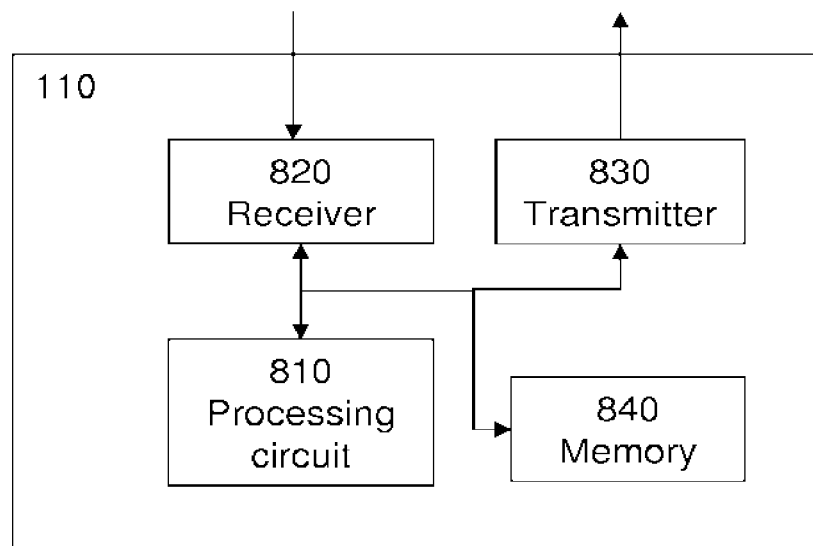 110
820
Receiver
830
Transmitter
810
Processing
circuit
840
Memory